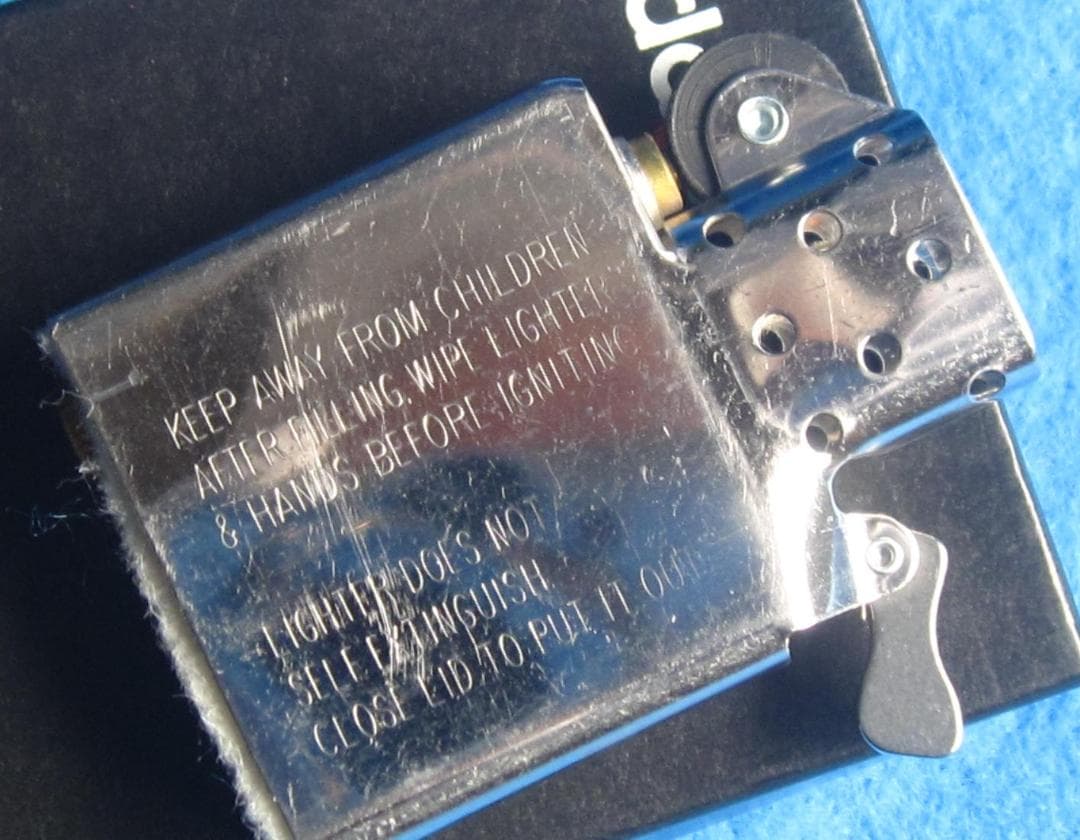 KEEP AWAY FROM CHILDREN
AFTER FILLING, WIPE LIGHTER
& HANDS BEFORE IGNITING
LIGHTER DOES NOT
SELF EXTINGUISH.
CLOSE LID TO PUT IT OUT.